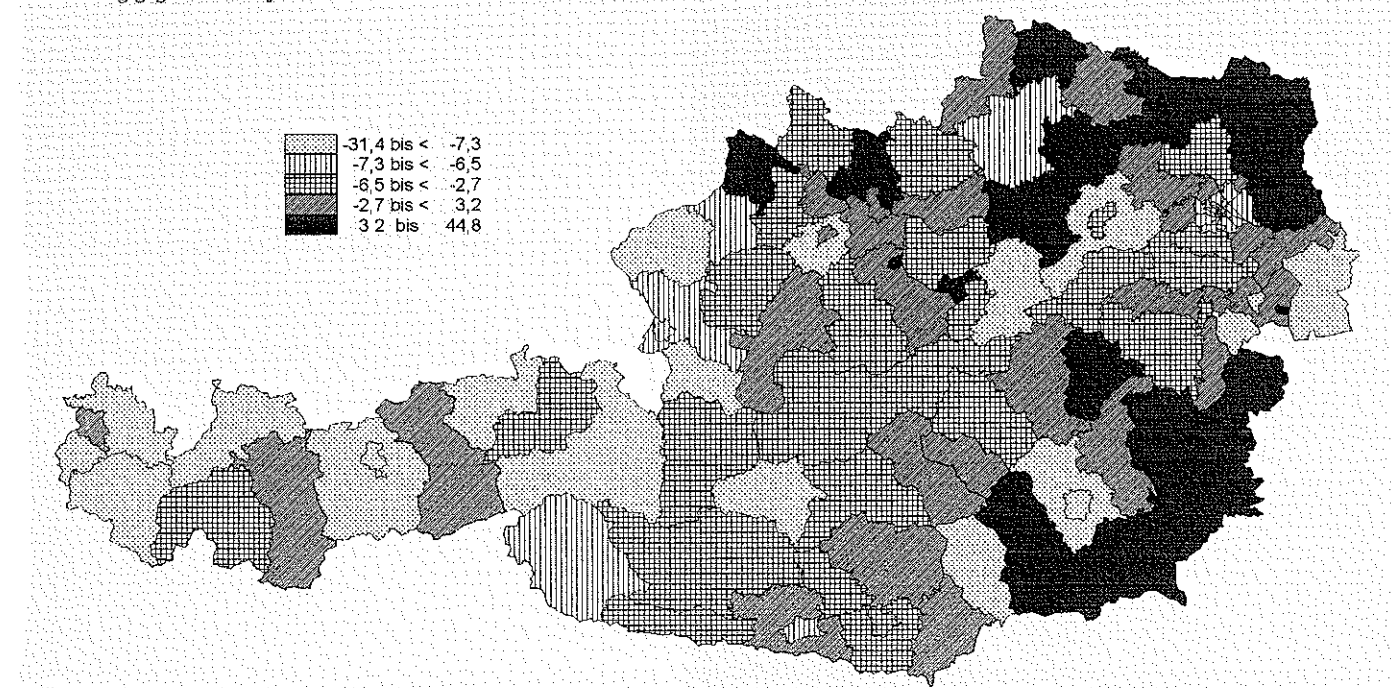 -31,4 bis < -7,3
-7,3 bis < -6,5
-6,5 bis < -2,7
-2,7 bis < 3,2
3 2 bis 44,8